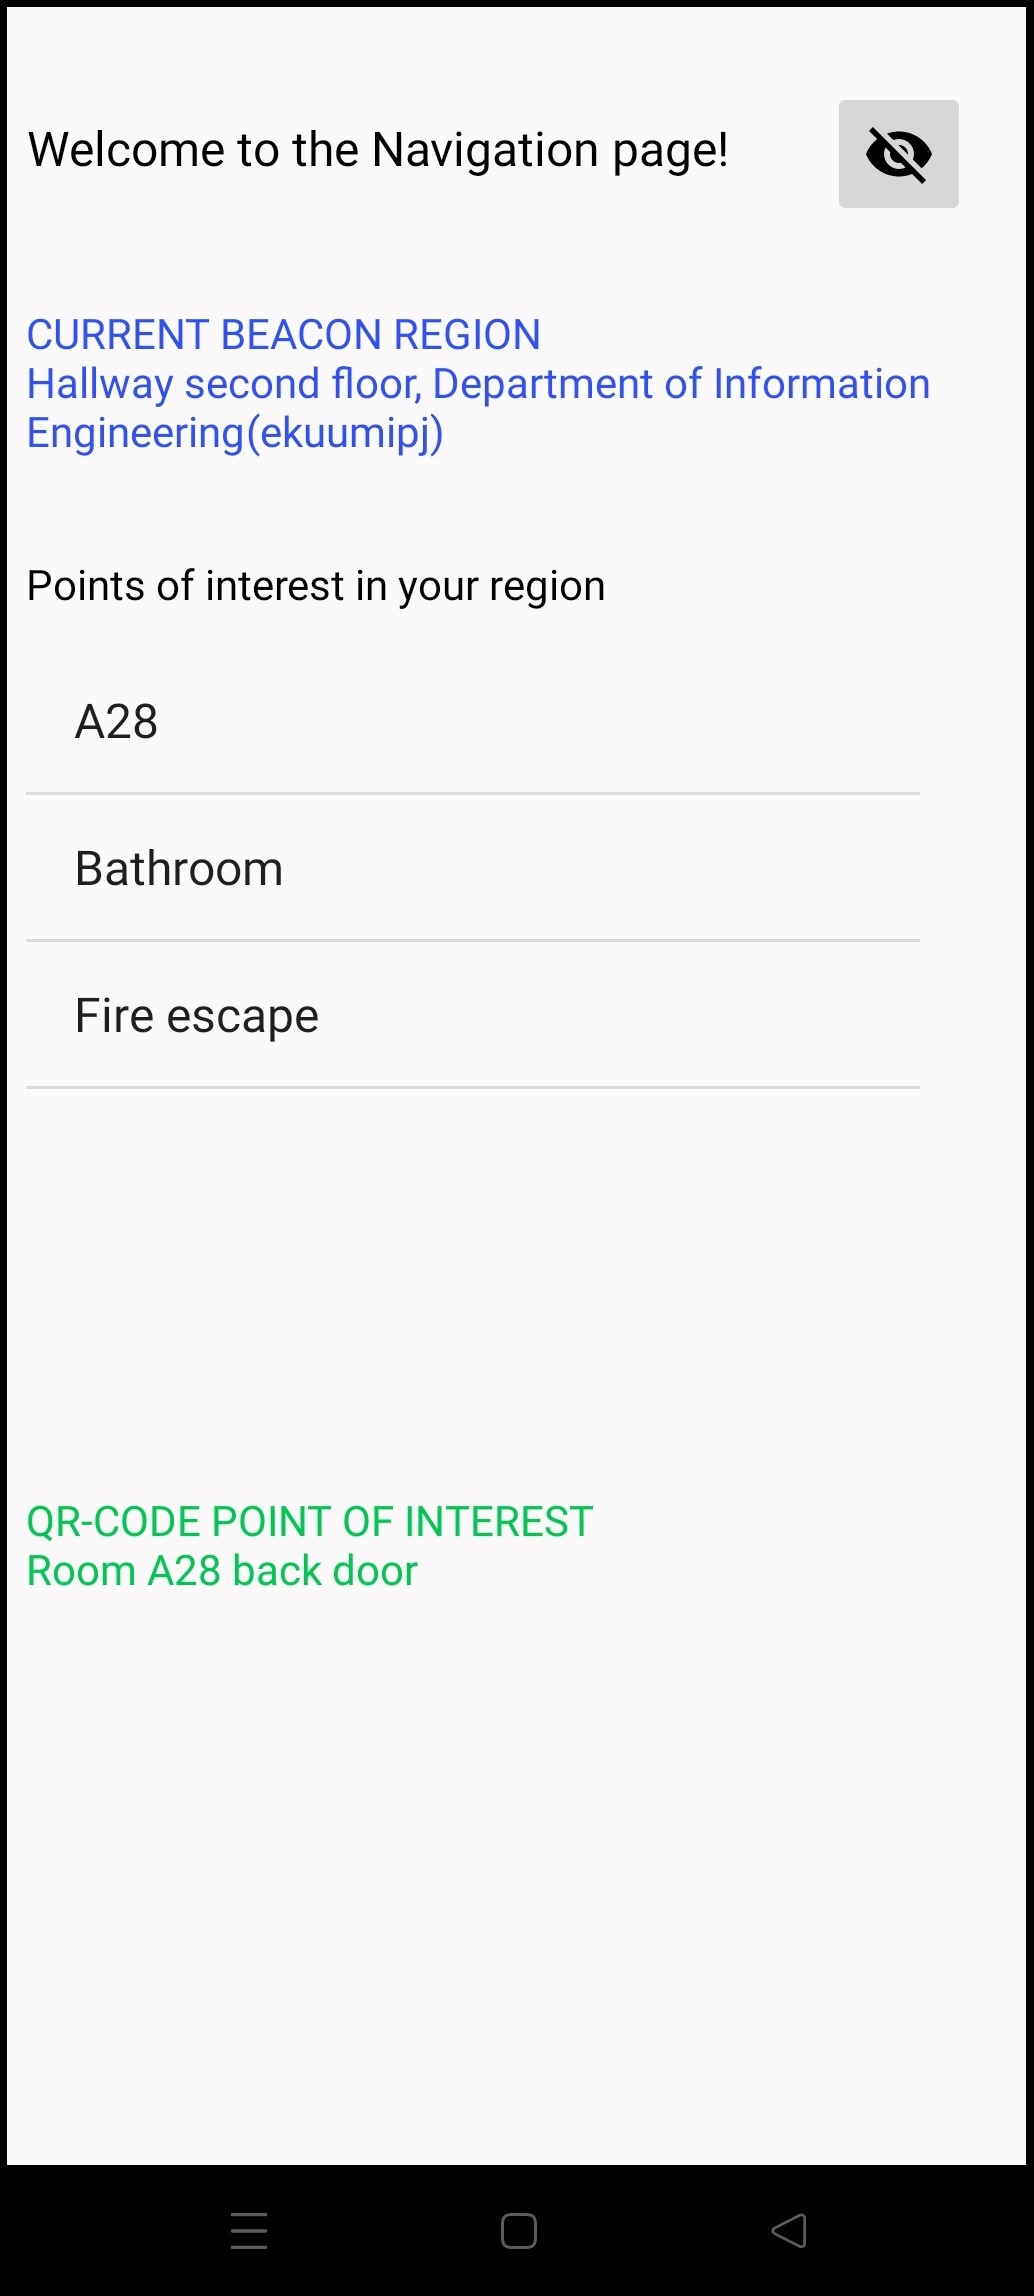 Welcome to the Navigation page!
CURRENT BEACON REGION
Hallway second floor, Department of Information
Engineering(ekuumipj)
Points of interest in your region
A28
Bathroom
Fire escape
QR-CODE POINT OF INTEREST
Room A28 back door